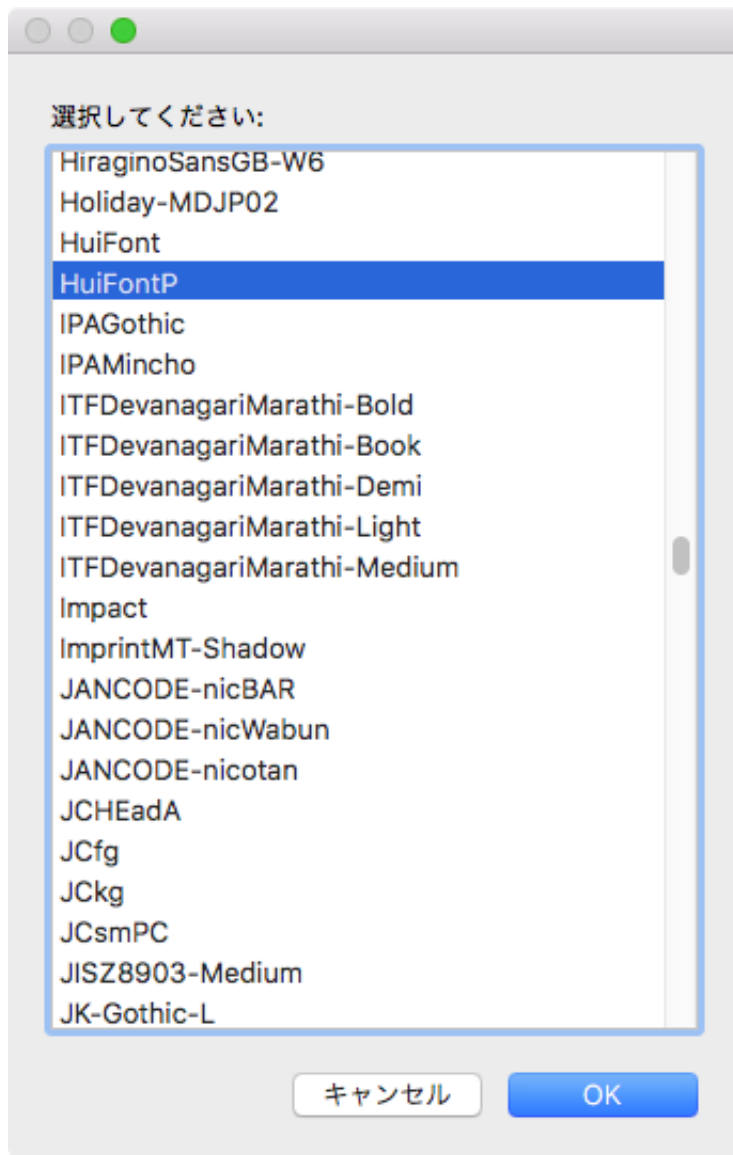 選択してください:
HiraginoSansGB-W6
Holiday-MDJP02
HuiFont
HuiFontP
IPAGothic
IPAMincho
ITFDevanagariMarathi-Bold
ITFDevanagariMarathi-Book
ITFDevanagariMarathi-Demi
ITFDevanagariMarathi-Light
ITFDevanagariMarathi-Medium
Impact
ImprintMT-Shadow
JANCODE-nicBAR
JANCODE-nicWabun
JANCODE-nicotan
JCHEadA
JCfg
JCkg
JCsmPC
JISZ8903-Medium
JK-Gothic-L
キャンセル OK